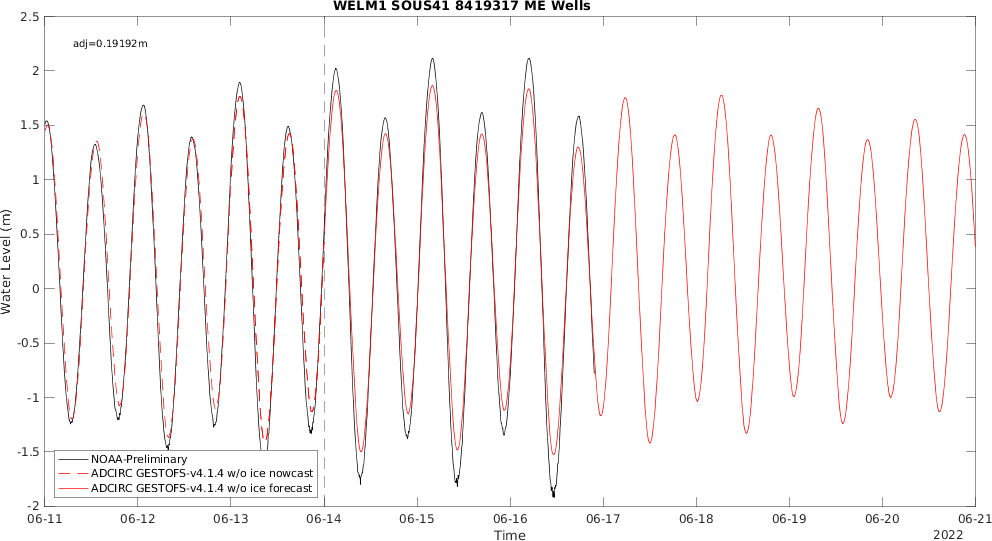 WELM1 SOUS41 8419317 ME Wells
adj=0.19192m
2.5
2
1.5
1
0.5
0
-0.5
-1
-1.5
-2
Water Level (m)
NOAA-Preliminary
ADCIRC GESTOFS-v4.1.4 w/o ice nowcast
ADCIRC GESTOFS-v4.1.4 w/o ice forecast
06-11 06-12 06-13 06-14 06-15 06-16 06-17 06-18 06-19 06-20 06-21
Time
2022